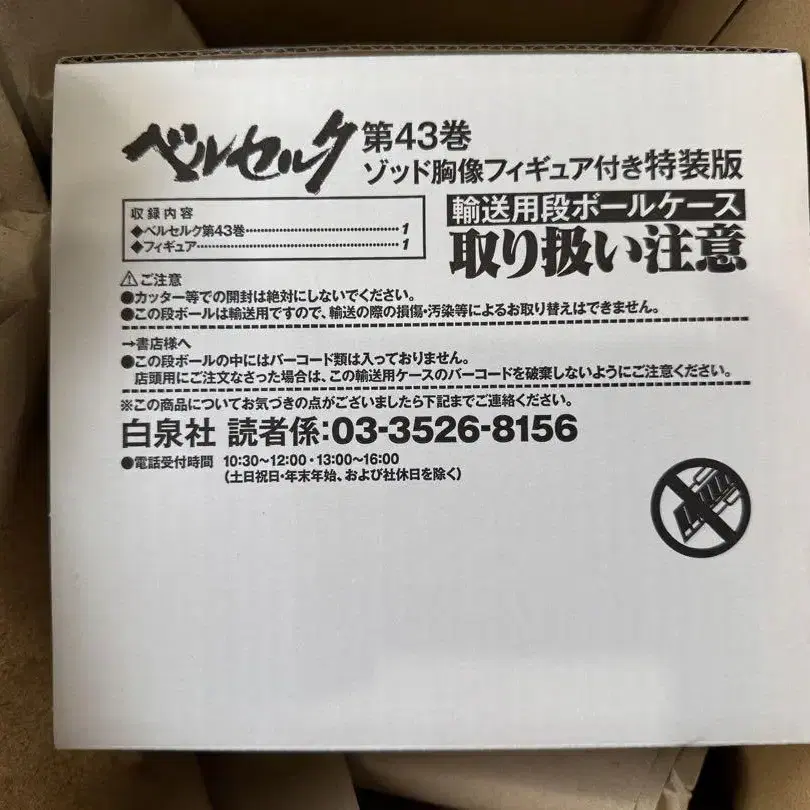 ベルセルク 第43巻
ゾッド胸像フィギュア付き特装版
収録内容
◆ベルセルク第43巻…………………………1
◆フィギュア…………………………………1
輸送用段ボールケース
取り扱い注意
⚠ご注意
●カッター等での開封は絶対にしないでください。
●この段ボールは輸送用ですので、輸送の際の損傷・汚染等によるお取り替えはできません。
→書店様へ
●この段ボールの中にはバーコード類は入っておりません。
店頭用にご注文なさった場合は、この輸送用ケースのバーコードを破棄しないようにご注意ください。
※この商品についてお気づきの点がございましたら下記までご連絡ください。
白泉社 読者係:03-3526-8156
●電話受付時間 10:30〜12:00・13:00〜16:00
(土日祝日・年末年始、および社休日を除く)